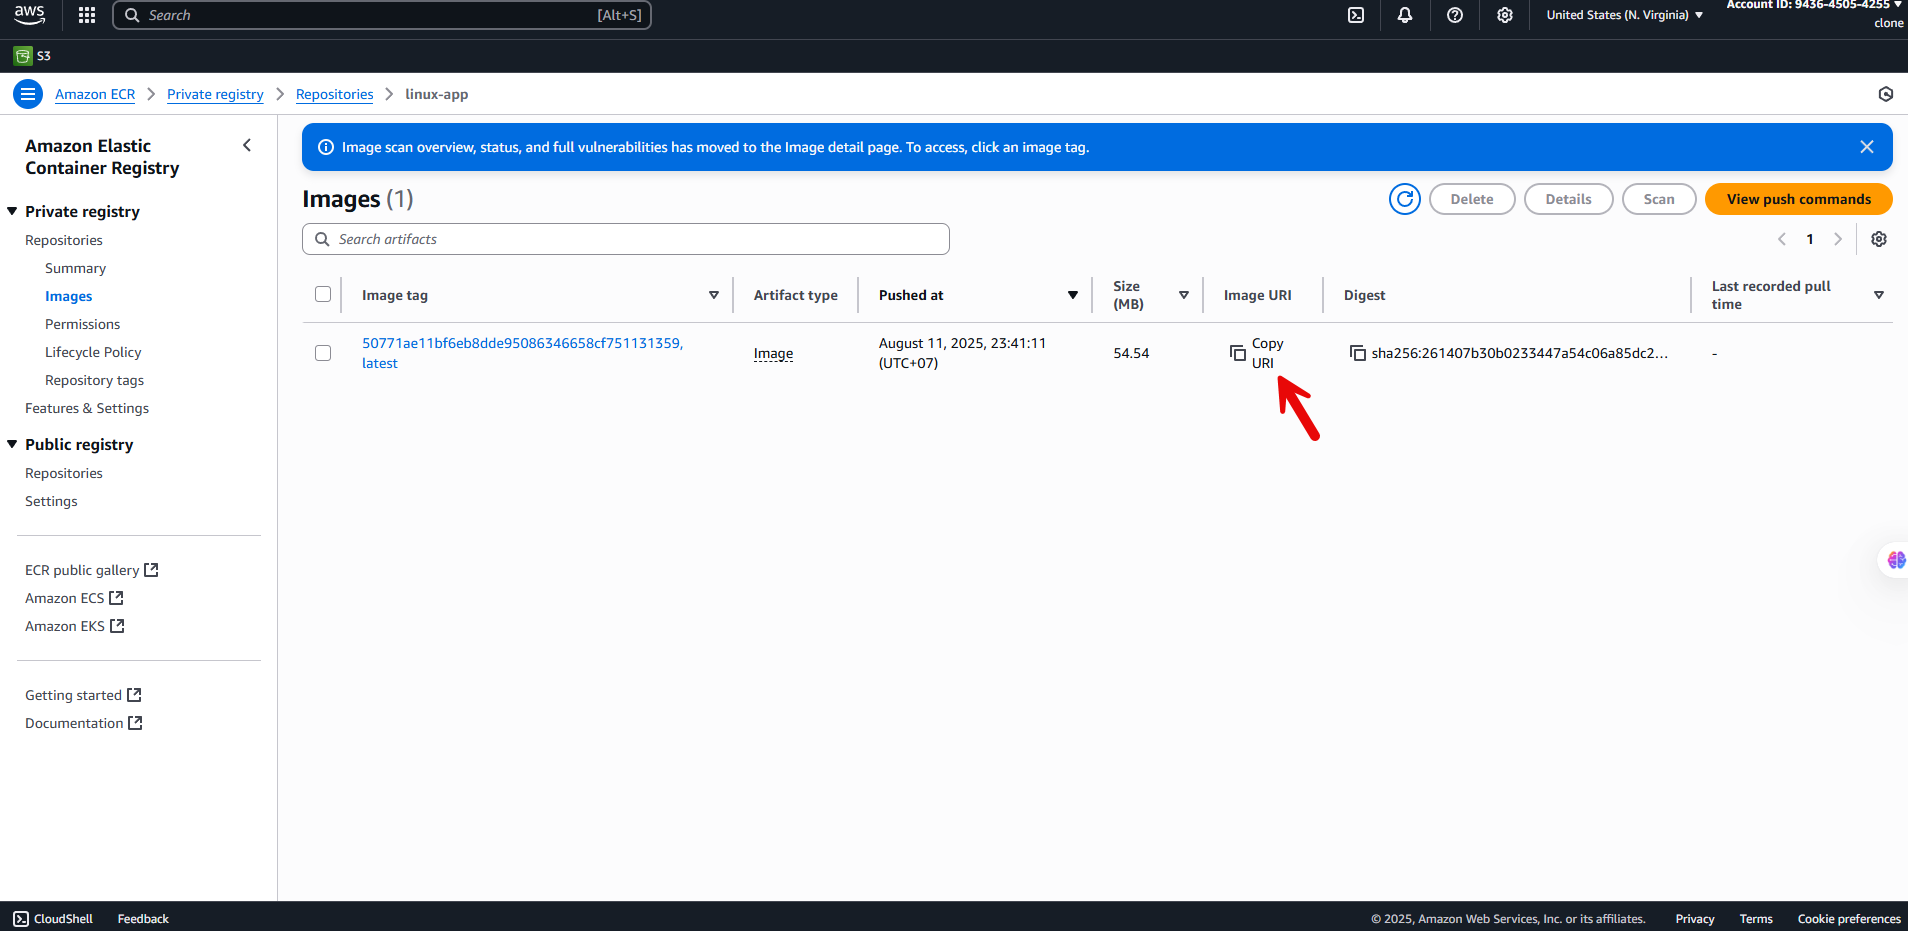 aws
Search
[Alt+S]
United States (N. Virginia)
Account ID: 9436-4505-4255
clone
S3
Amazon ECR
Private registry
Repositories
linux-app
Amazon Elastic
Container Registry
Private registry
Repositories
Summary
Images
Permissions
Lifecycle Policy
Repository tags
Features & Settings
Public registry
Repositories
Settings
ECR public gallery
Amazon ECS
Amazon EKS
Getting started
Documentation
Image scan overview, status, and full vulnerabilities has moved to the Image detail page. To access, click an image tag.
Images (1)
Delete
Details
Scan
View push commands
Search artifacts
1
Image tag
Artifact type
Pushed at
Size
(MB)
Image URI
Digest
Last recorded pull
time
50771ae11bf6eb8dde95086346658cf751131359,
latest
Image
August 11, 2025, 23:41:11
(UTC+07)
54.54
Copy
URI
sha256:261407b30b0233447a54c06a85dc2...
-
CloudShell
Feedback
© 2025, Amazon Web Services, Inc. or its affiliates.
Privacy
Terms
Cookie preferences